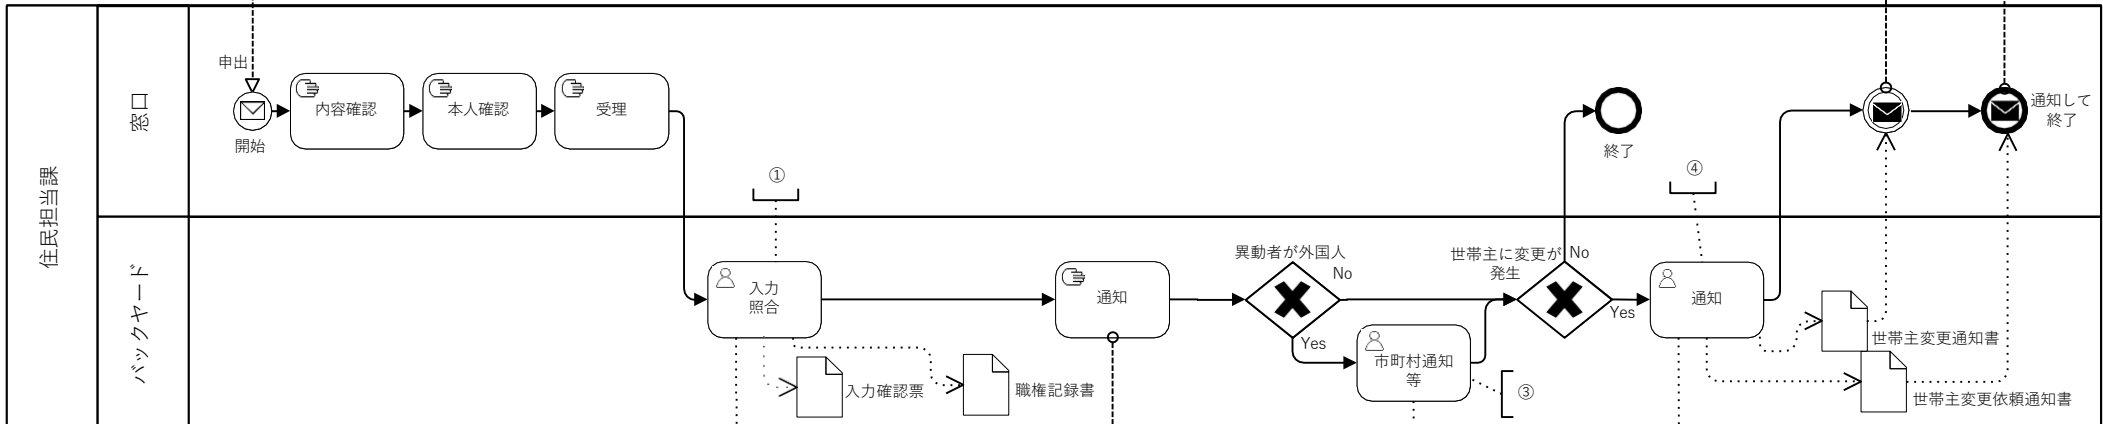 住民担当課
窓口
申出
開始
内容確認
本人確認
受理
終了
通知して
終了
①
④
バックヤード
入力
照合
入力確認票
職権記録書
通知
異動者が外国人
No
Yes
市町村通知
等
③
世帯主に変更が
発生
No
Yes
通知
世帯主変更通知書
世帯主変更依頼通知書